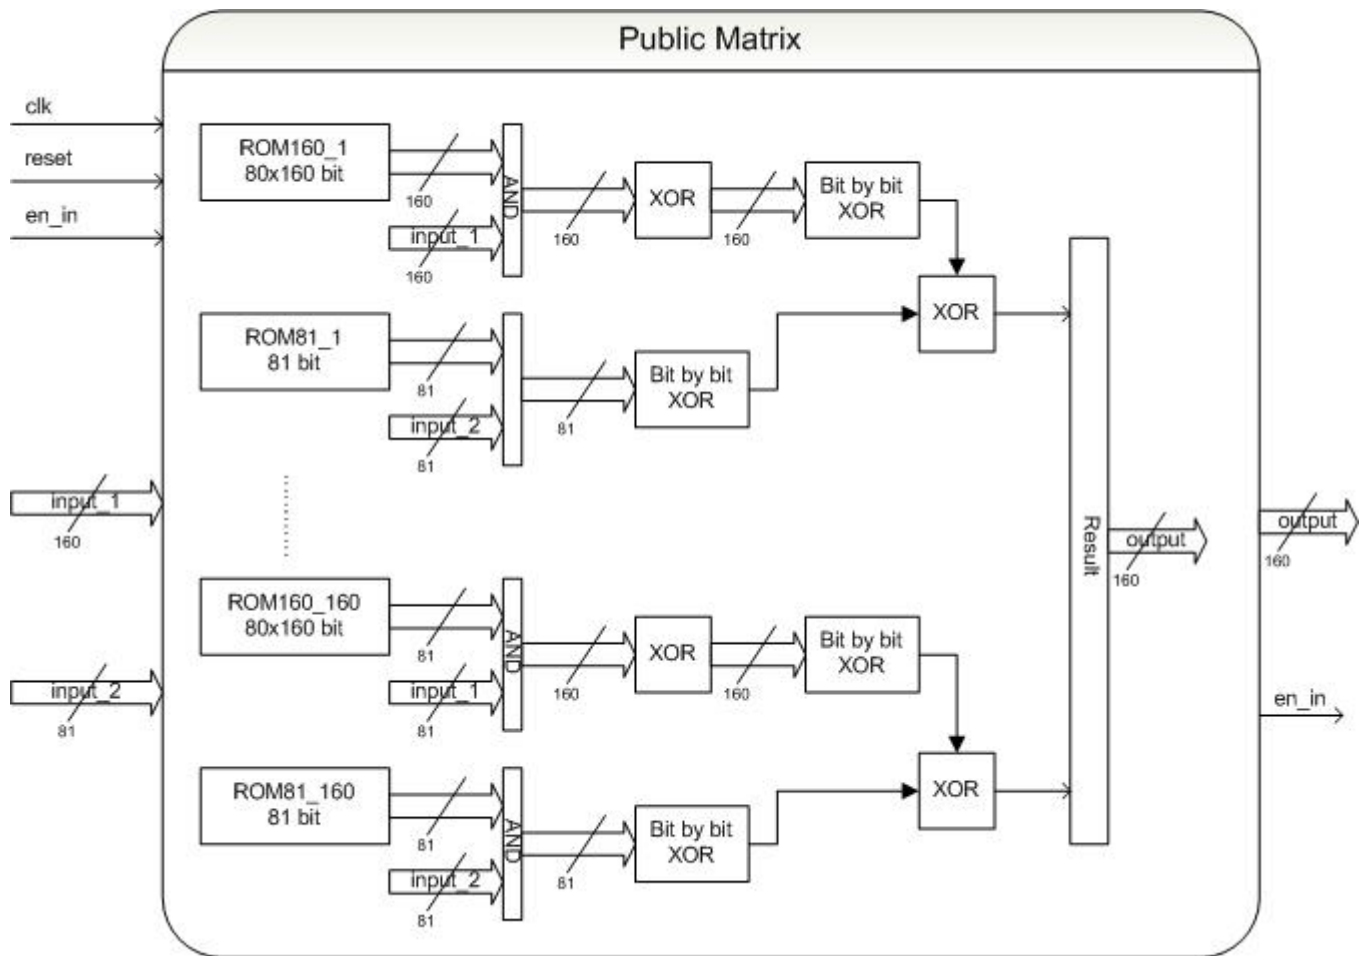 Public Matrix
clk
reset
en_in
ROM160_1
80x160 bit
160
input_1
160
AND
160
XOR
160
Bit by bit
XOR
XOR
ROM81_1
81 bit
81
input_2
81
81
Bit by bit
XOR
input_1
160
Result
output
160
output
160
ROM160_160
80x160 bit
81
input_1
81
AND
160
XOR
160
Bit by bit
XOR
input_2
81
en_in
XOR
ROM81_160
81 bit
81
input_2
81
AND
81
Bit by bit
XOR